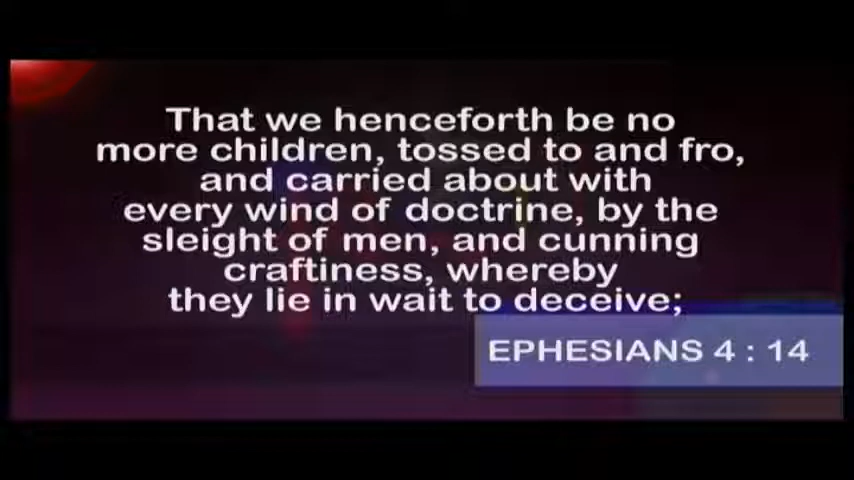 That we henceforth be no
more children, tossed to and fro,
and carried about with
every wind of doctrine, by the
sleight of men, and cunning
craftiness, whereby
they lie in wait to deceive;
EPHESIANS 4 : 14